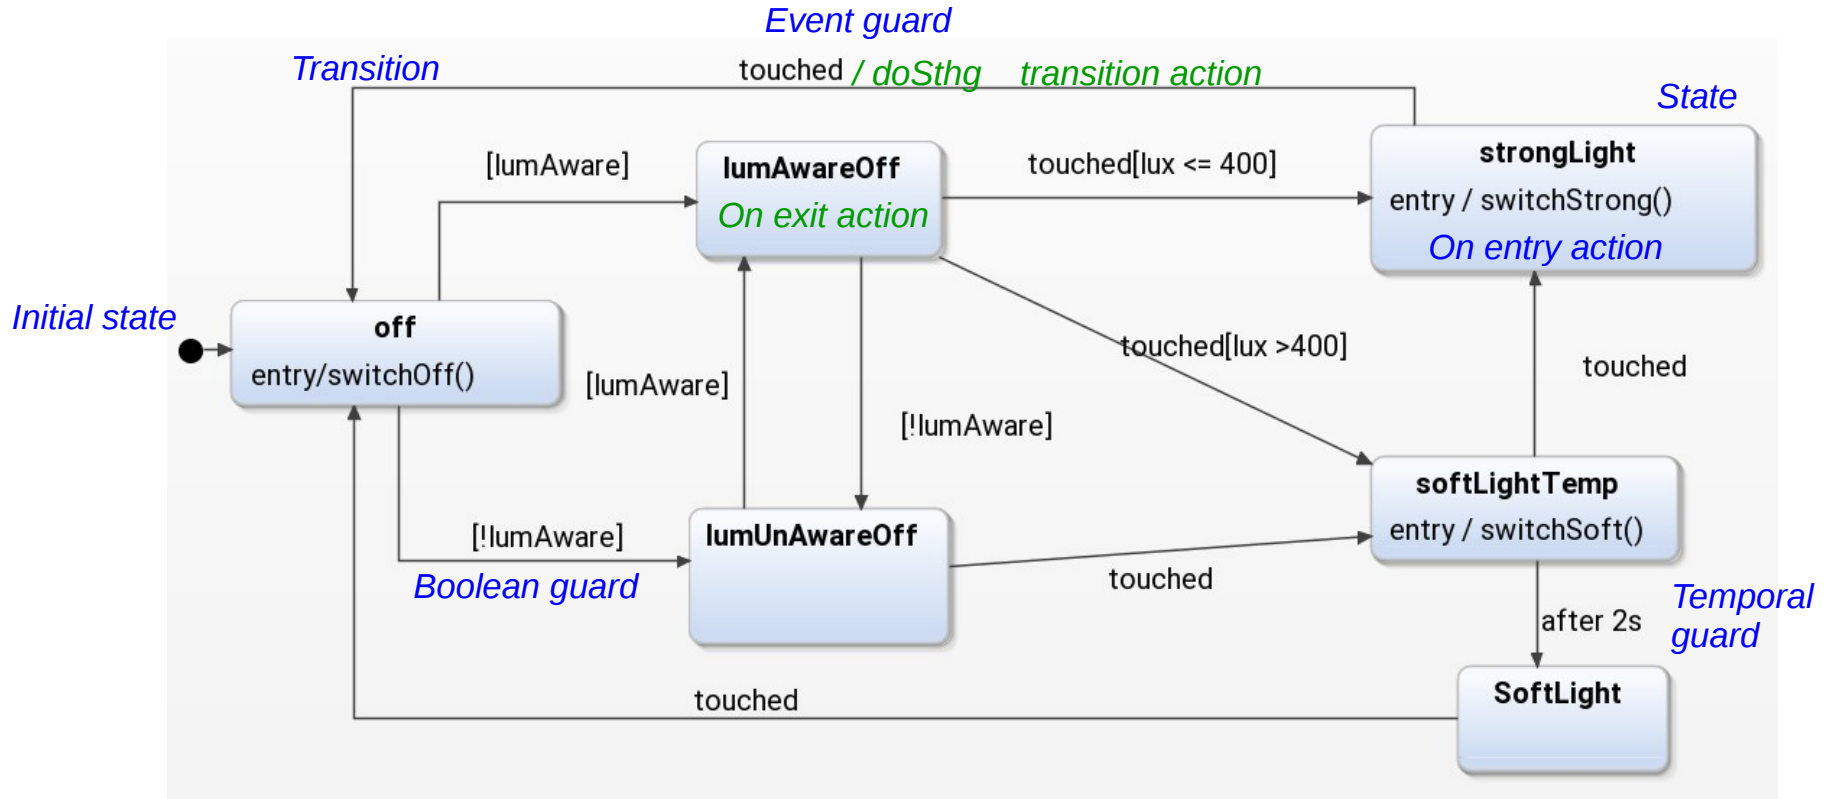 Event guard
Transition
touched / doSthg transition action
State
[lumAware]
lumAwareOff
On exit action
touched[lux <= 400]
strongLight
entry / switchStrong()
On entry action
Initial state
off
entry/switchOff()
[lumAware]
touched[lux >400]
touched
[!lumAware]
softLightTemp
entry / switchSoft()
[!lumAware]
lumUnAwareOff
Boolean guard
touched
after 2s
Temporal
guard
SoftLight
touched